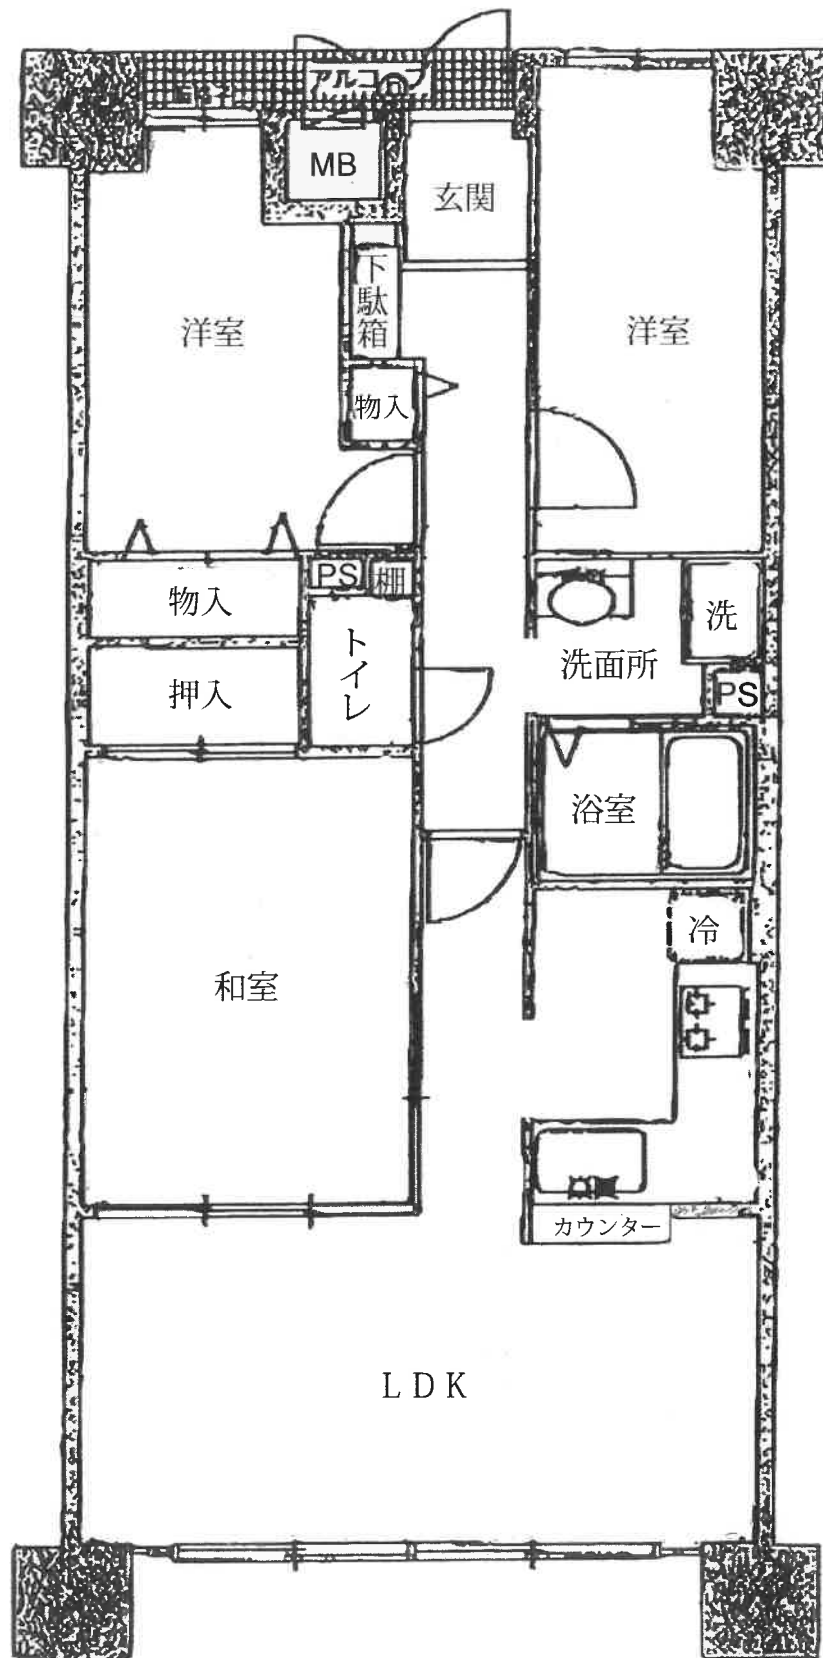 アルコーブ
MB
玄関
下駄箱
洋室
洋室
物入
PS
棚
物入
洗
トイレ
洗面所
押入
PS
浴室
冷
和室
カウンター
LDK